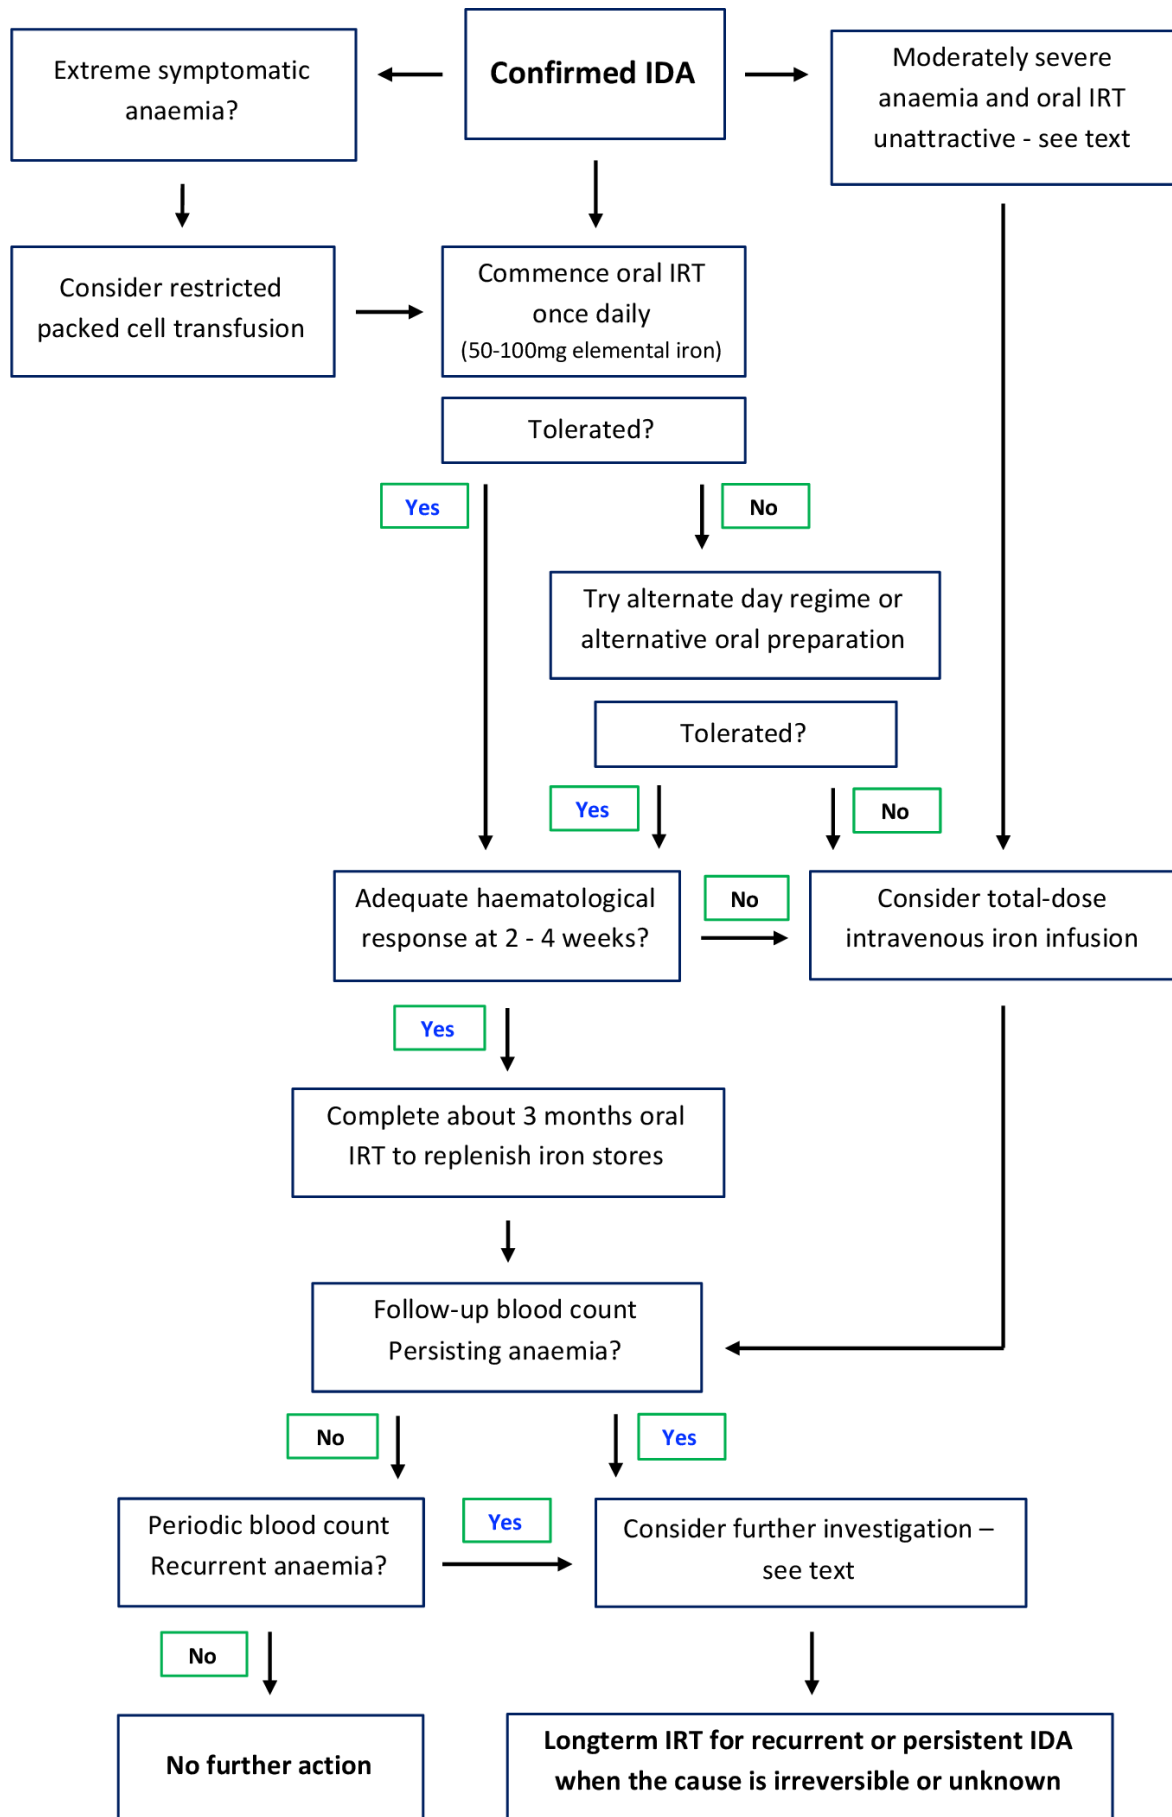 Confirmed IDA
Extreme symptomatic
anaemia?
Moderately severe
anaemia and oral IRT
unattractive - see text
Consider restricted
packed cell transfusion
Commence oral IRT
once daily
(50-100mg elemental iron)
Tolerated?
Yes
No
Try alternate day regime or
alternative oral preparation
Tolerated?
Yes
No
Adequate haematological
response at 2 - 4 weeks?
No
Consider total-dose
intravenous iron infusion
Yes
Complete about 3 months oral
IRT to replenish iron stores
Follow-up blood count
Persisting anaemia?
No
Yes
Periodic blood count
Recurrent anaemia?
Yes
Consider further investigation –
see text
No
No further action
Longterm IRT for recurrent or persistent IDA
when the cause is irreversible or unknown